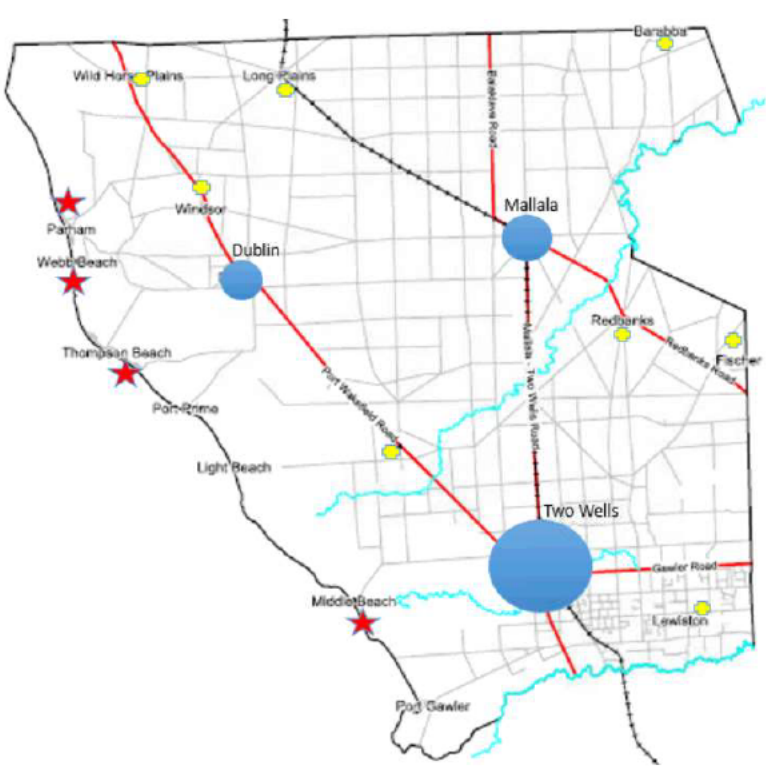 Barabba
Wild Horse Plains
Long Plains
Balaklava Road
Mallala
Windsor
Parham
Dublin
Webb Beach
Redbanks
Redbanks Road
Fischer
Thompson Beach
Mallala - Two Wells Road
Port Wakefield Road
Port Prime
Light Beach
Two Wells
Gawler Road
Middle Beach
Lewiston
Port Gawler